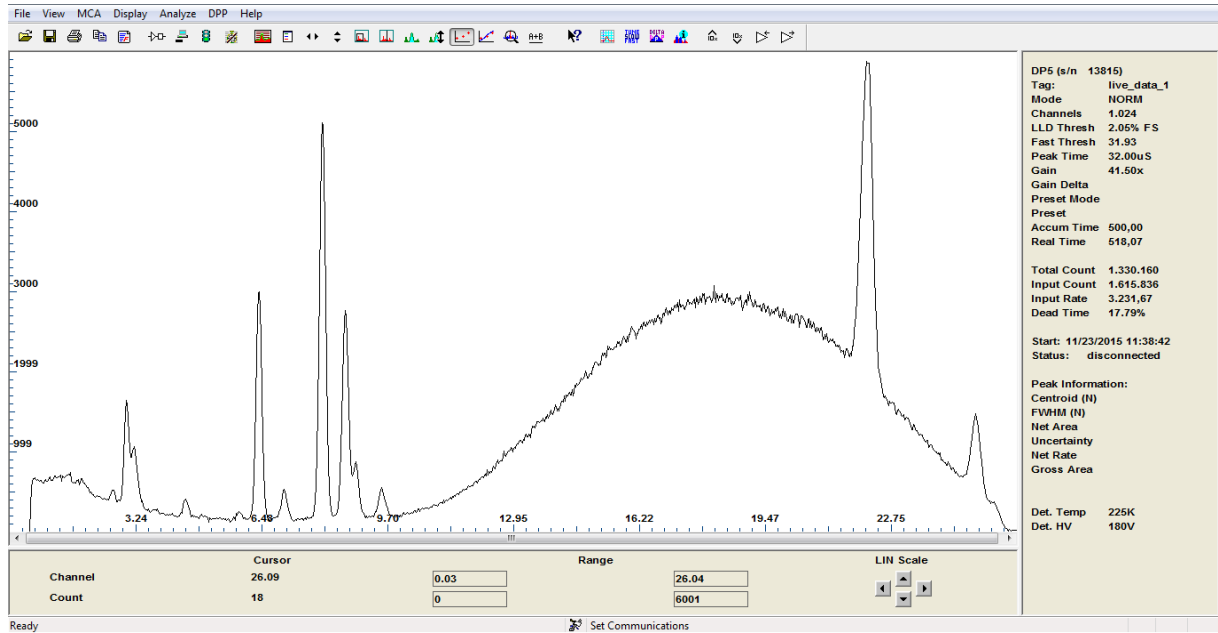 File View MCA Display Analyze DPP Help
A+B
5000
4000
3000
1999
999
3.24 6.48 9.70 12.95 16.22 19.47 22.75
DP5 (s/n 13815)
Tag: live_data_1
Mode NORM
Channels 1.024
LLD Thresh 2.05% FS
Fast Thresh 31.93
Peak Time 32.00uS
Gain 41.50x
Gain Delta
Preset Mode
Preset
Accum Time 500,00
Real Time 518,07
Total Count 1.330.160
Input Count 1.615.836
Input Rate 3.231,67
Dead Time 17.79%
Start: 11/23/2015 11:38:42
Status: disconnected
Peak Information:
Centroid (N)
FWHM (N)
Net Area
Uncertainty
Net Rate
Gross Area
Det. Temp 225K
Det. HV 180V
Cursor Range LIN Scale
Channel 26.09 0.03 26.04
Count 18 0 6001
Ready Set Communications